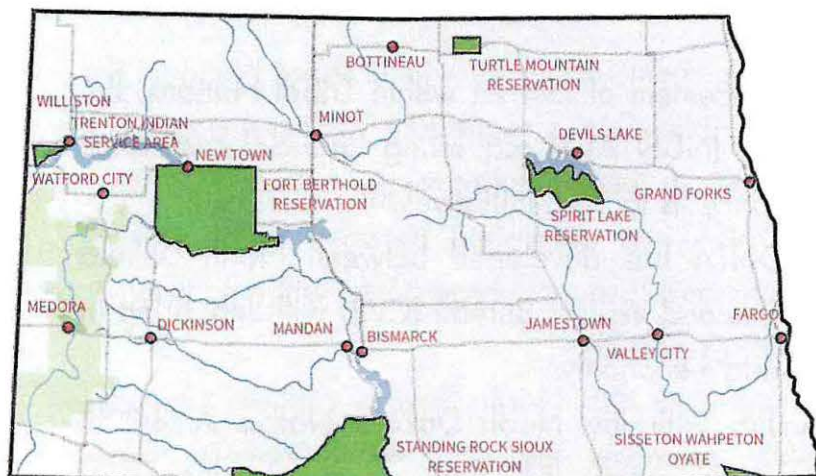 BOTTINEAU
TURTLE MOUNTAIN
RESERVATION
WILLISTON
TRENTON INDIAN
SERVICE AREA
MINOT
DEVILS LAKE
NEW TOWN
WATFORD CITY
FORT BERTHOLD
RESERVATION
GRAND FORKS
SPIRIT LAKE
RESERVATION
MEDORA
DICKINSON
MANDAN
BISMARCK
JAMESTOWN
VALLEY CITY
FARGO
STANDING ROCK SIOUX
RESERVATION
SISSETON WAHPETON
OYATE